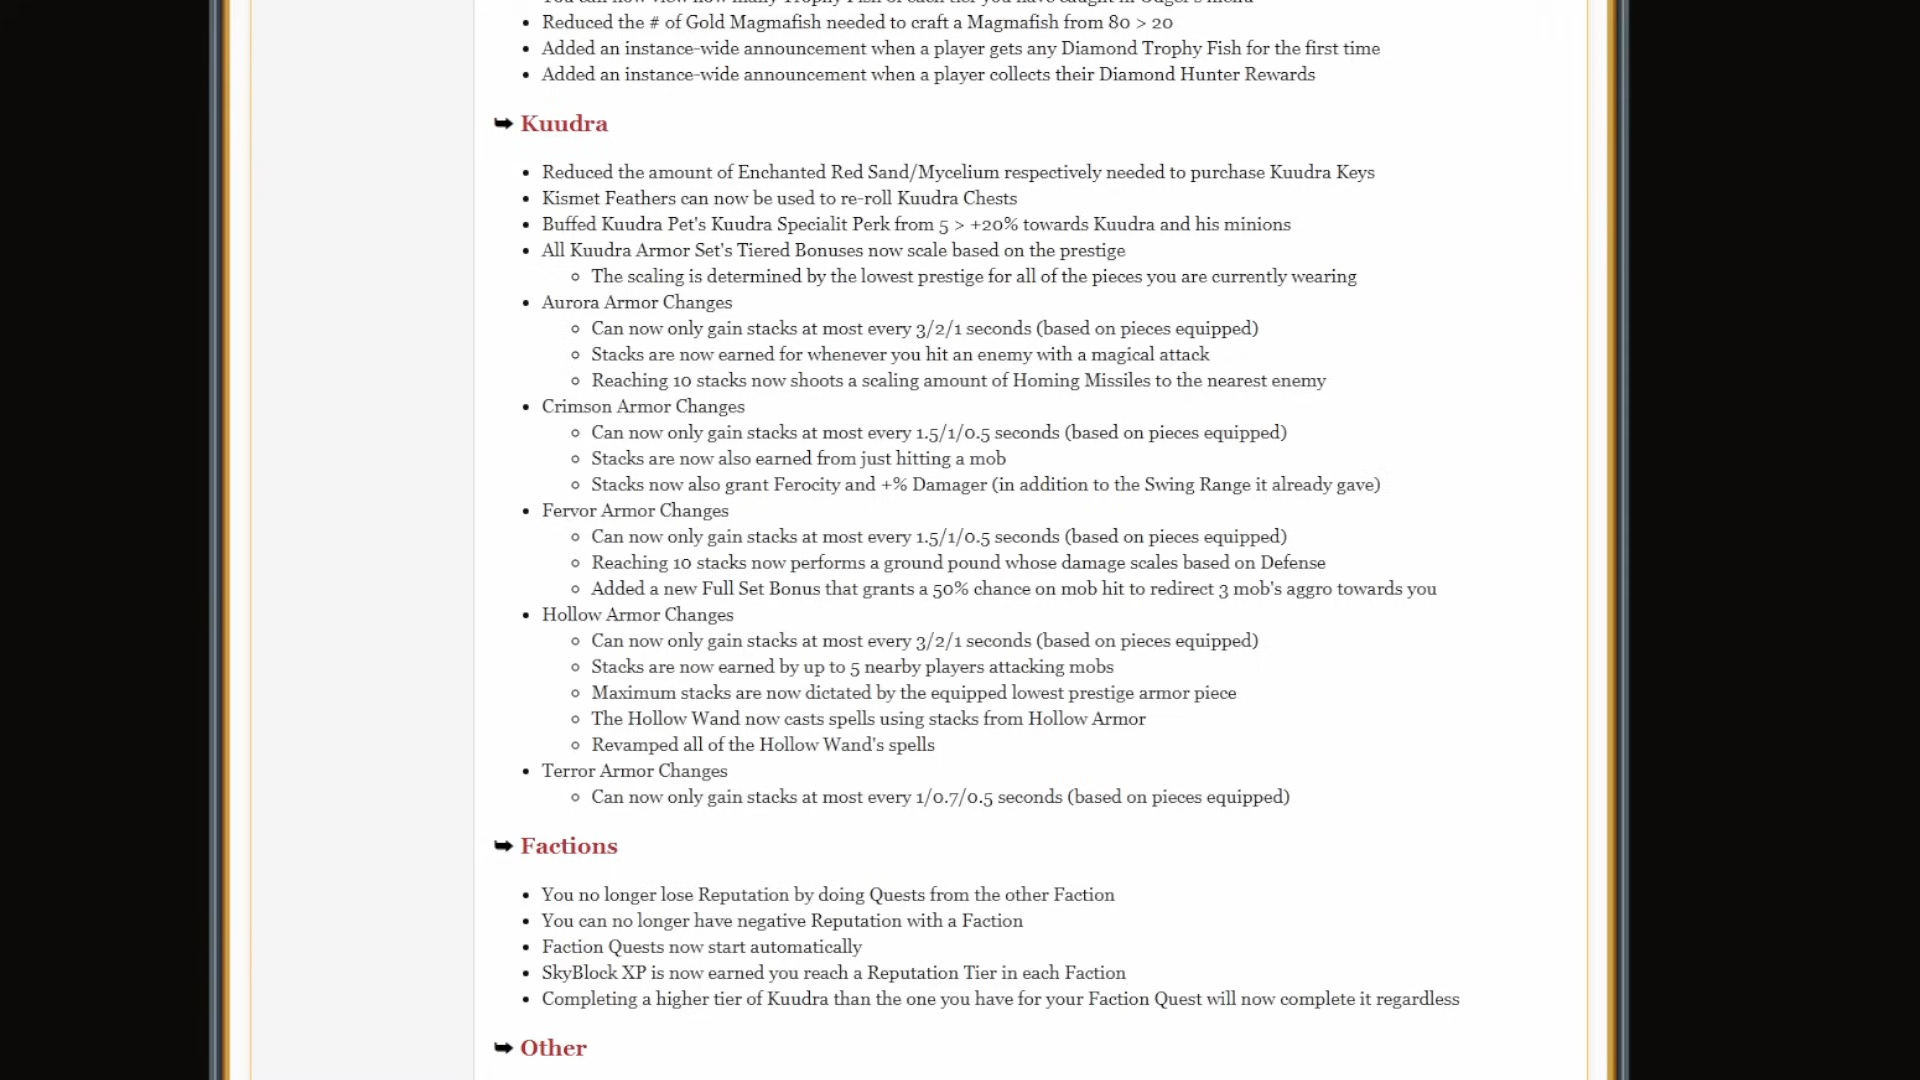 Reduced the # of Gold Magmafish needed to craft a Magmafish from 80 > 20
Added an instance-wide announcement when a player gets any Diamond Trophy Fish for the first time
Added an instance-wide announcement when a player collects their Diamond Hunter Rewards
➥ Kuudra
Reduced the amount of Enchanted Red Sand/Mycelium respectively needed to purchase Kuudra Keys
Kismet Feathers can now be used to re-roll Kuudra Chests
Buffed Kuudra Pet's Kuudra Specialit Perk from 5 > +20% towards Kuudra and his minions
All Kuudra Armor Set's Tiered Bonuses now scale based on the prestige
The scaling is determined by the lowest prestige for all of the pieces you are currently wearing
Aurora Armor Changes
Can now only gain stacks at most every 3/2/1 seconds (based on pieces equipped)
Stacks are now earned for whenever you hit an enemy with a magical attack
Reaching 10 stacks now shoots a scaling amount of Homing Missiles to the nearest enemy
Crimson Armor Changes
Can now only gain stacks at most every 1.5/1/0.5 seconds (based on pieces equipped)
Stacks are now also earned from just hitting a mob
Stacks now also grant Ferocity and +% Damager (in addition to the Swing Range it already gave)
Fervor Armor Changes
Can now only gain stacks at most every 1.5/1/0.5 seconds (based on pieces equipped)
Reaching 10 stacks now performs a ground pound whose damage scales based on Defense
Added a new Full Set Bonus that grants a 50% chance on mob hit to redirect 3 mob's aggro towards you
Hollow Armor Changes
Can now only gain stacks at most every 3/2/1 seconds (based on pieces equipped)
Stacks are now earned by up to 5 nearby players attacking mobs
Maximum stacks are now dictated by the equipped lowest prestige armor piece
The Hollow Wand now casts spells using stacks from Hollow Armor
Revamped all of the Hollow Wand's spells
Terror Armor Changes
Can now only gain stacks at most every 1/0.7/0.5 seconds (based on pieces equipped)
➥ Factions
You no longer lose Reputation by doing Quests from the other Faction
You can no longer have negative Reputation with a Faction
Faction Quests now start automatically
SkyBlock XP is now earned you reach a Reputation Tier in each Faction
Completing a higher tier of Kuudra than the one you have for your Faction Quest will now complete it regardless
➥ Other